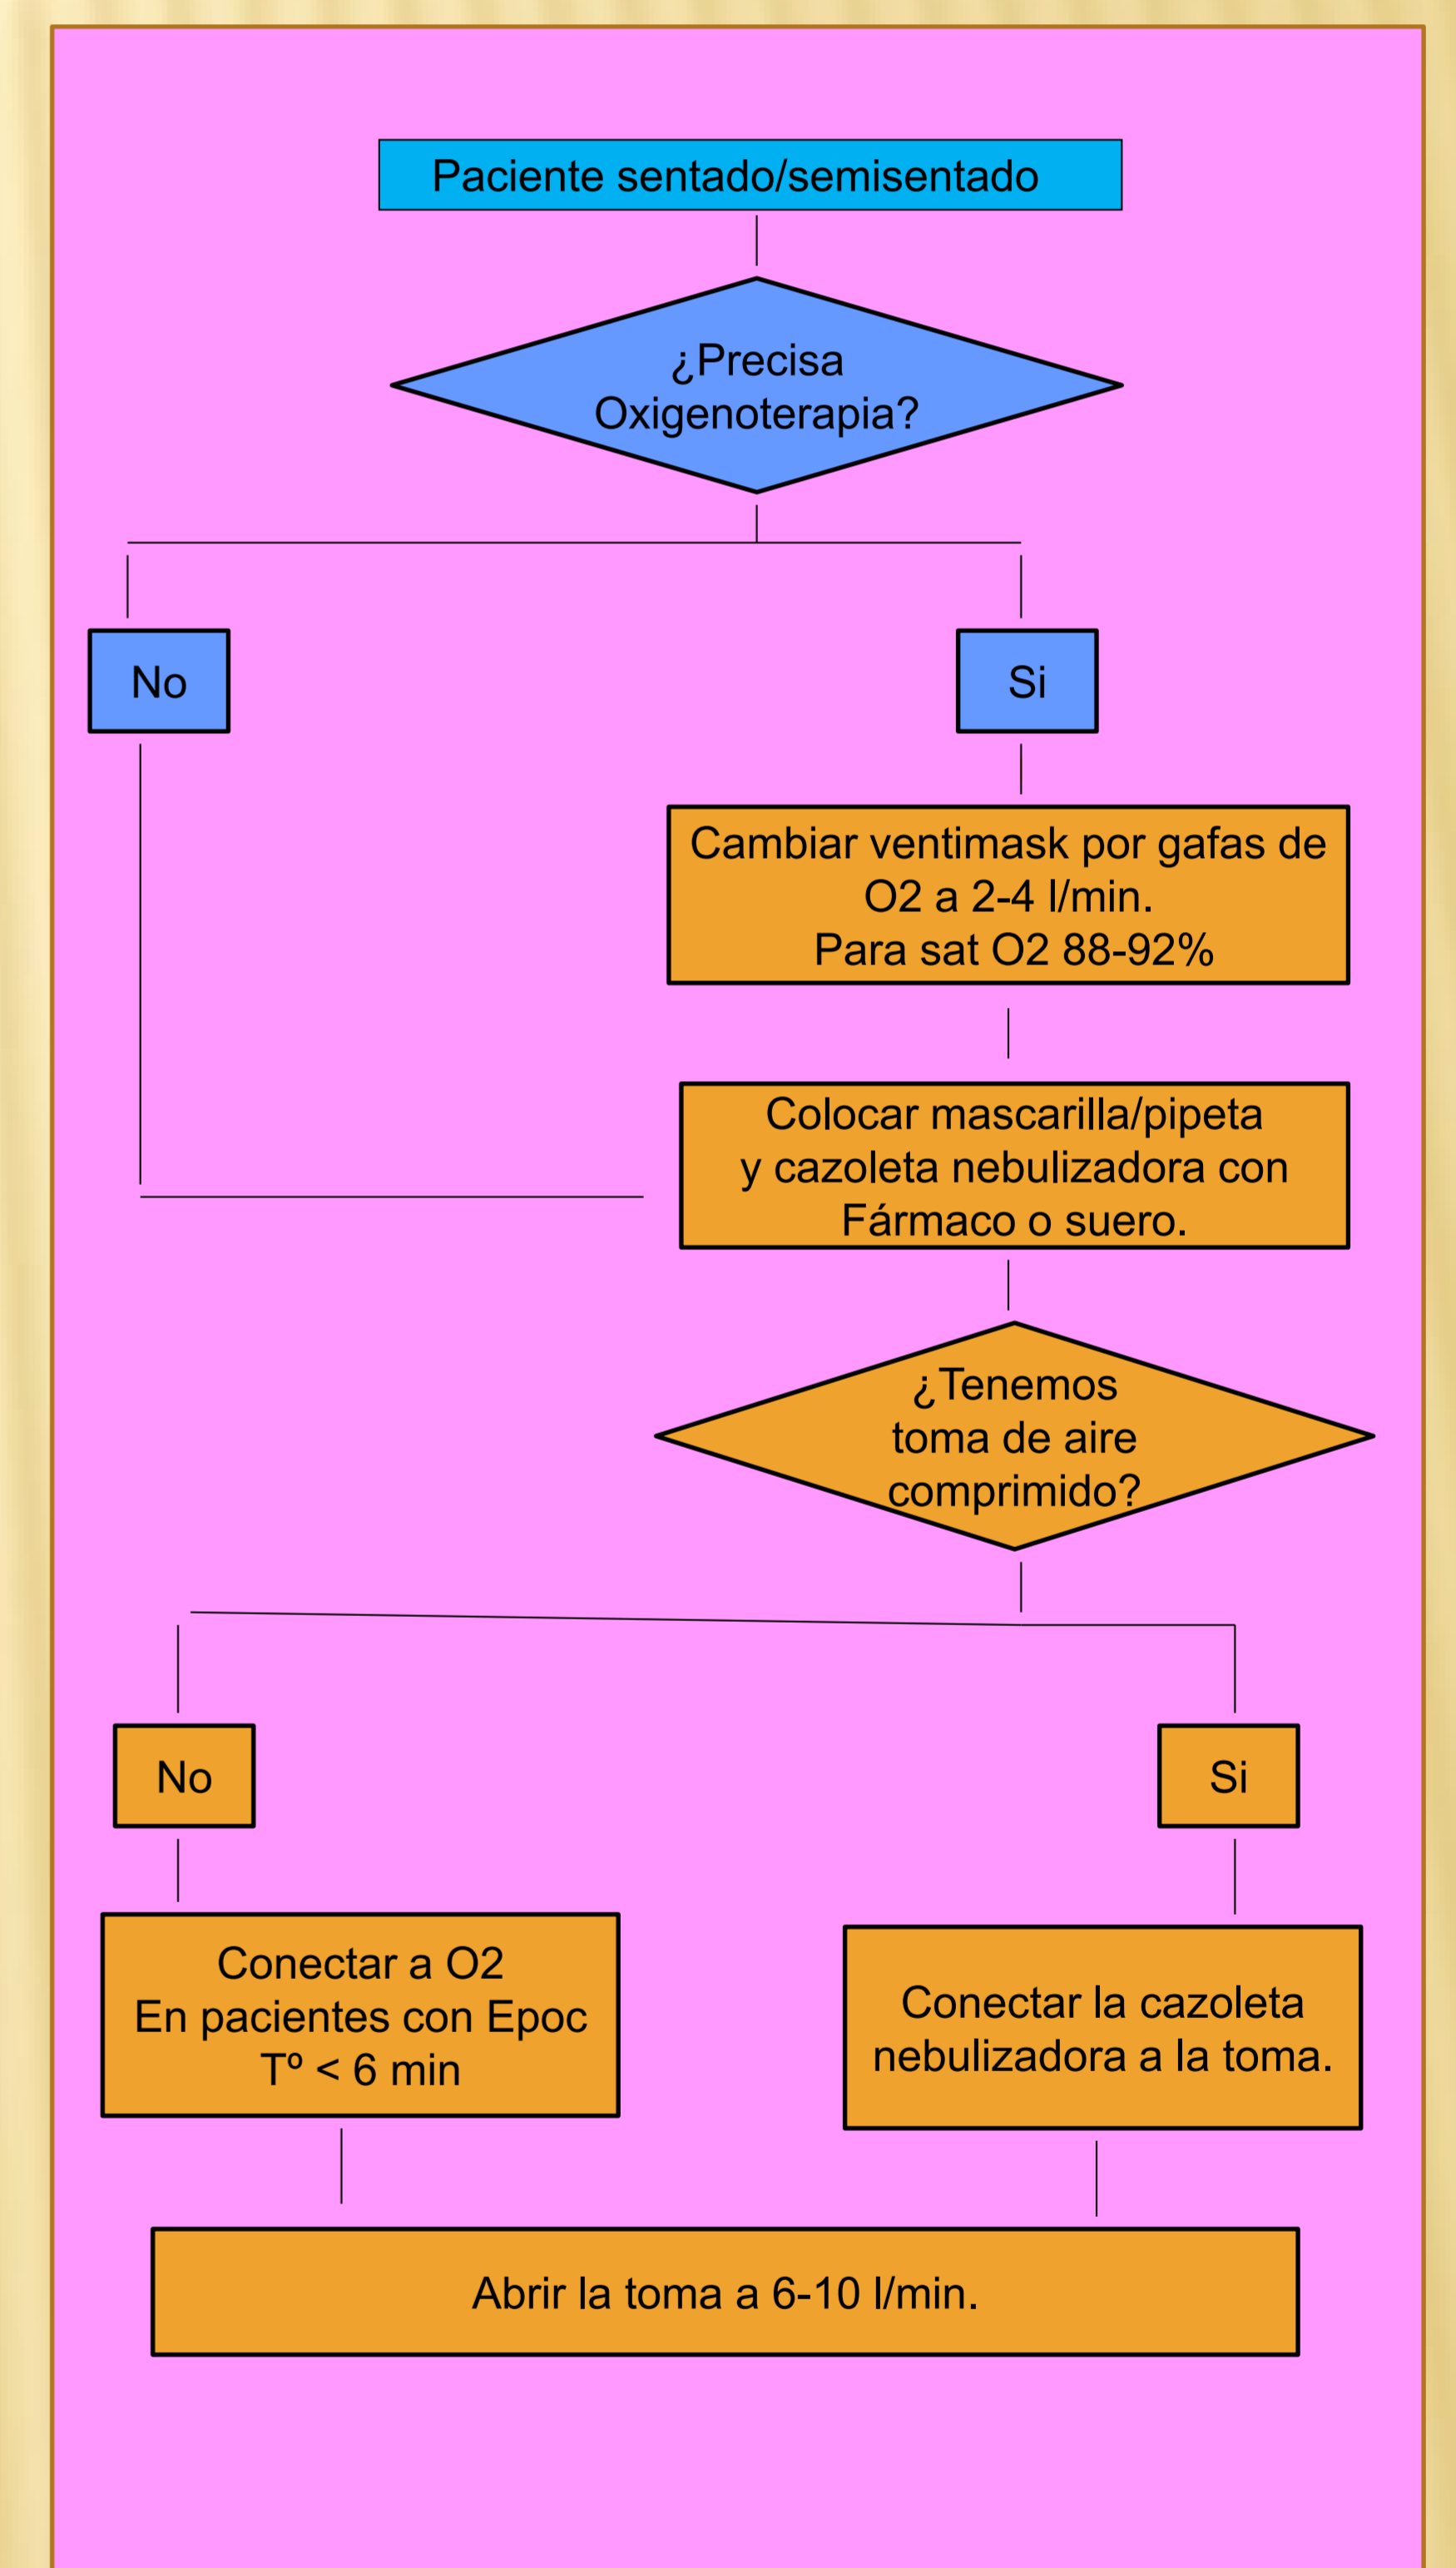 Paciente sentado/semisentado
¿Precisa
Oxigenoterapia?
No
Si
Cambiar ventimask por gafas de
O2 a 2-4 l/min.
Para sat O2 88-92%
Colocar mascarilla/pipeta
y cazoleta nebulizadora con
Fármaco o suero.
¿Tenemos
toma de aire
comprimido?
No
Si
Conectar a O2
En pacientes con Epoc
Tº < 6 min
Conectar la cazoleta
nebulizadora a la toma.
Abrir la toma a 6-10 l/min.